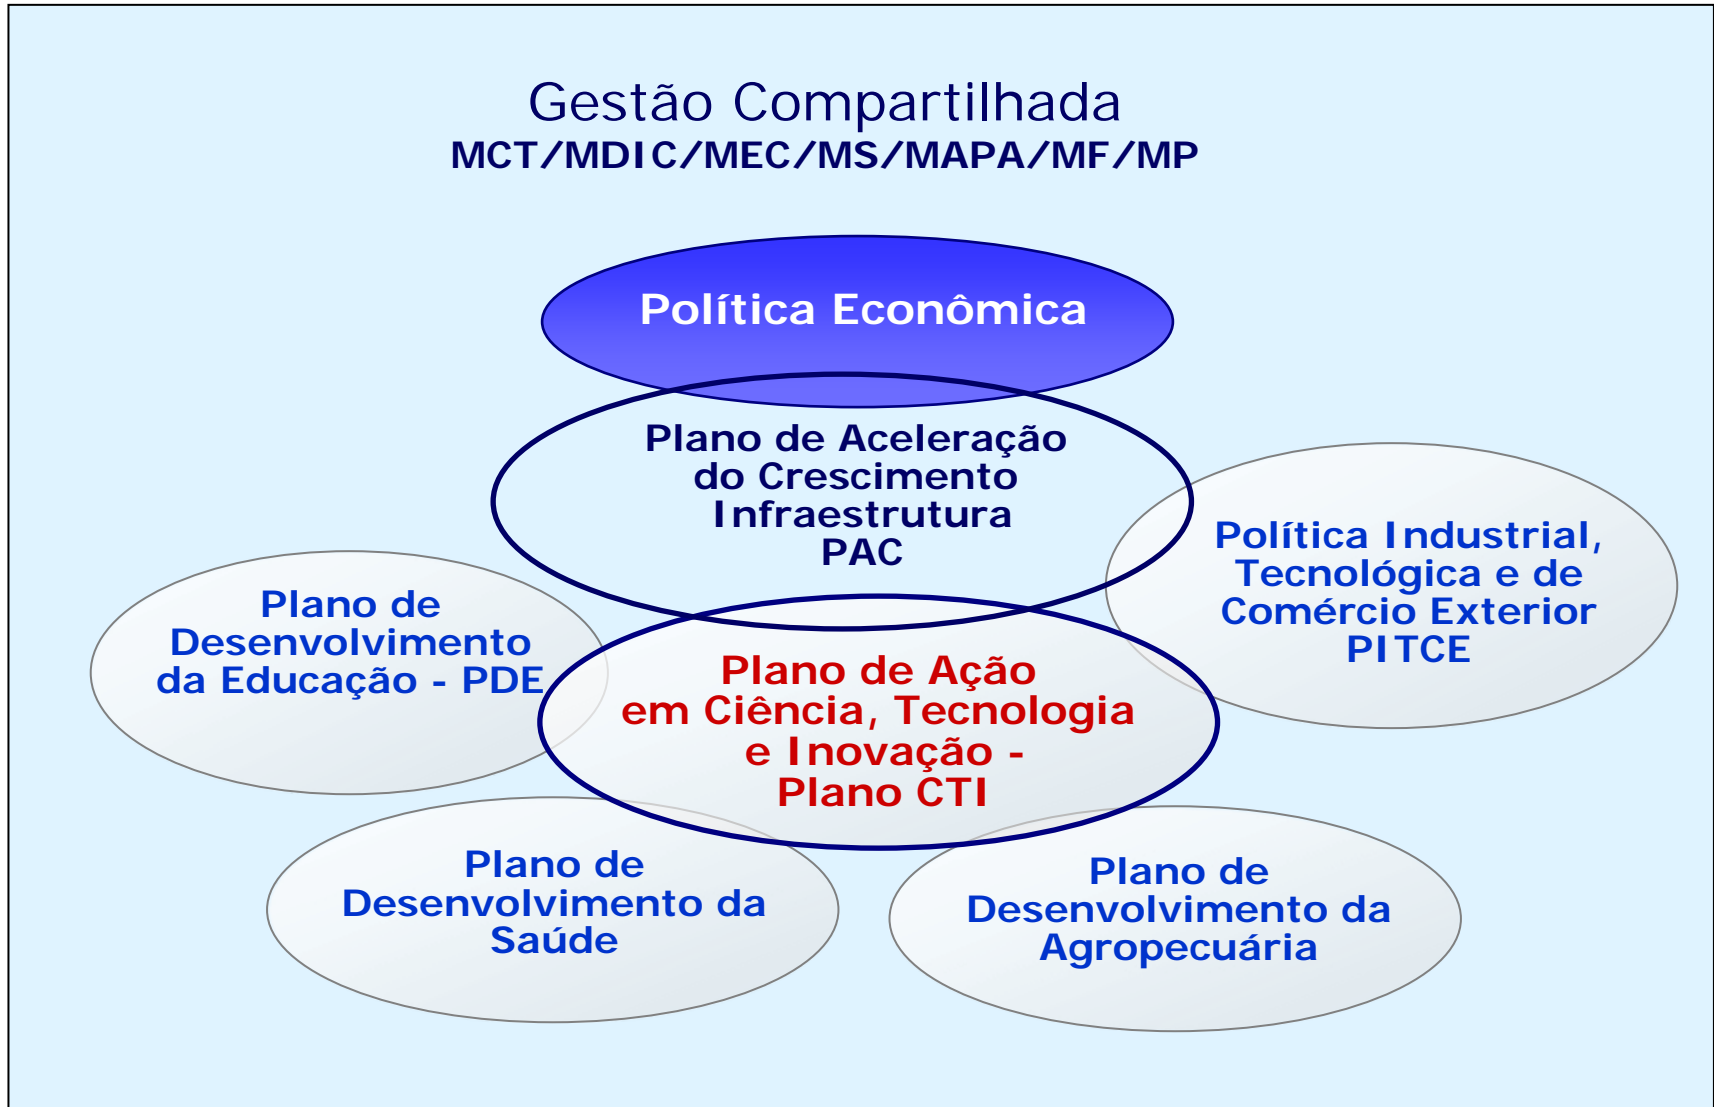 Gestão Compartilhada
MCT/MDIC/MEC/MS/MAPA/MF/MP
Política Econômica
Plano de Aceleração
do Crescimento
Infraestrutura
PAC
Política Industrial,
Tecnológica e de
Comércio Exterior
PITCE
Plano de
Desenvolvimento
da Educação - PDE
Plano de Ação
em Ciência, Tecnologia
e Inovação -
Plano CTI
Plano de
Desenvolvimento da
Saúde
Plano de
Desenvolvimento da
Agropecuária